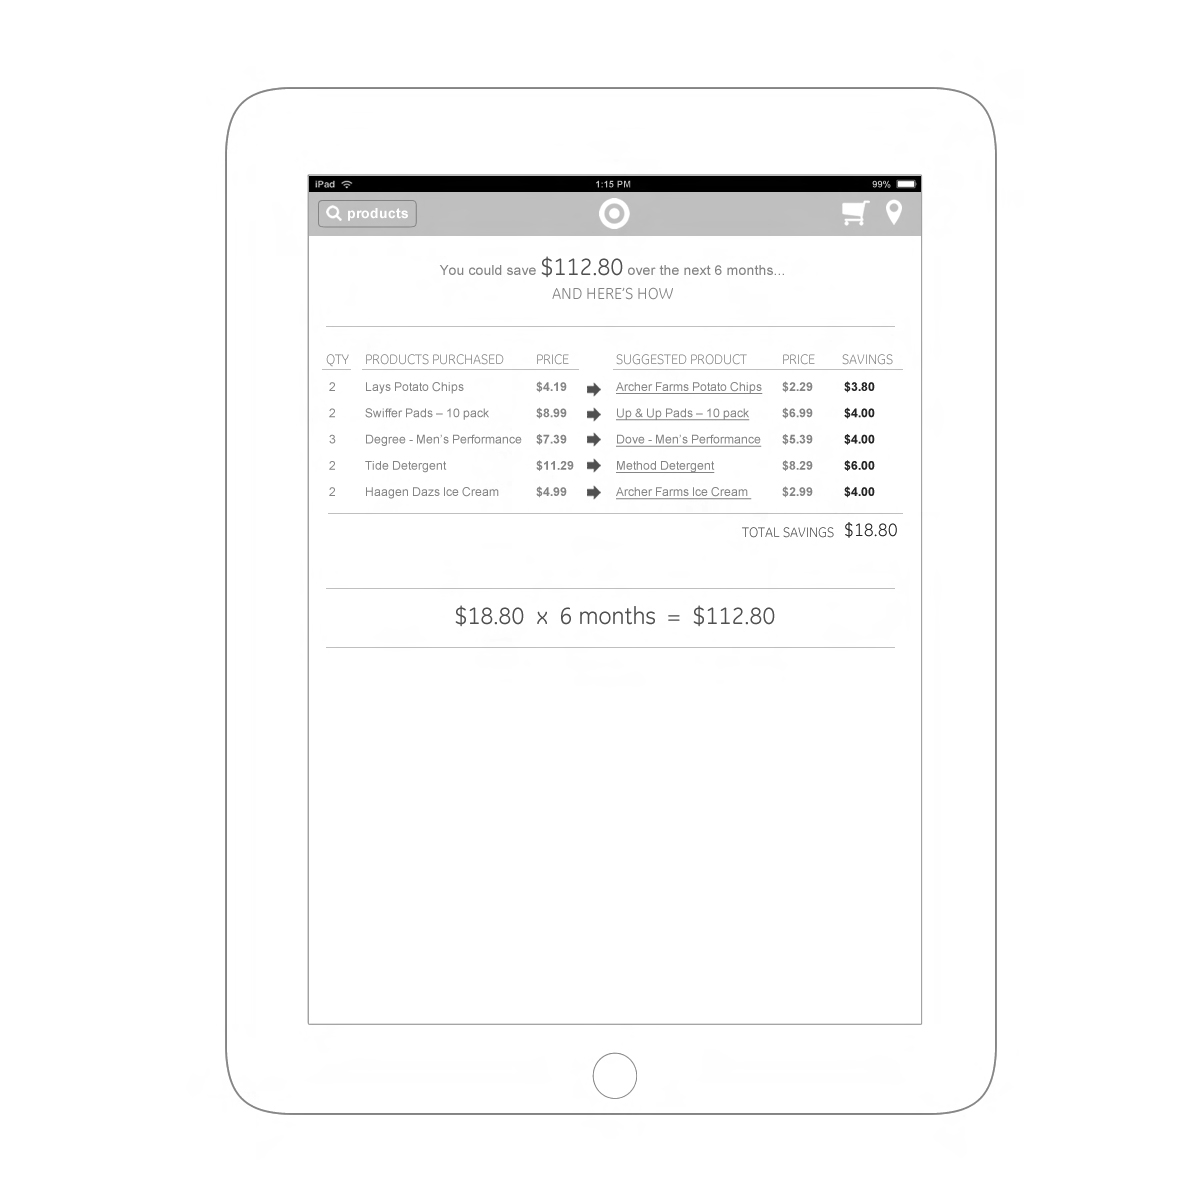 iPad 1:15 PM 99%
products
You could save $112.80 over the next 6 months...
AND HERE'S HOW
QTY PRODUCTS PURCHASED PRICE SUGGESTED PRODUCT PRICE SAVINGS
2 Lays Potato Chips $4.19 Archer Farms Potato Chips $2.29 $3.80
2 Swiffer Pads – 10 pack $8.99 Up & Up Pads – 10 pack $6.99 $4.00
3 Degree - Men's Performance $7.39 Dove - Men's Performance $5.39 $4.00
2 Tide Detergent $11.29 Method Detergent $8.29 $6.00
2 Haagen Dazs Ice Cream $4.99 Archer Farms Ice Cream $2.99 $4.00
TOTAL SAVINGS $18.80
$18.80 x 6 months = $112.80